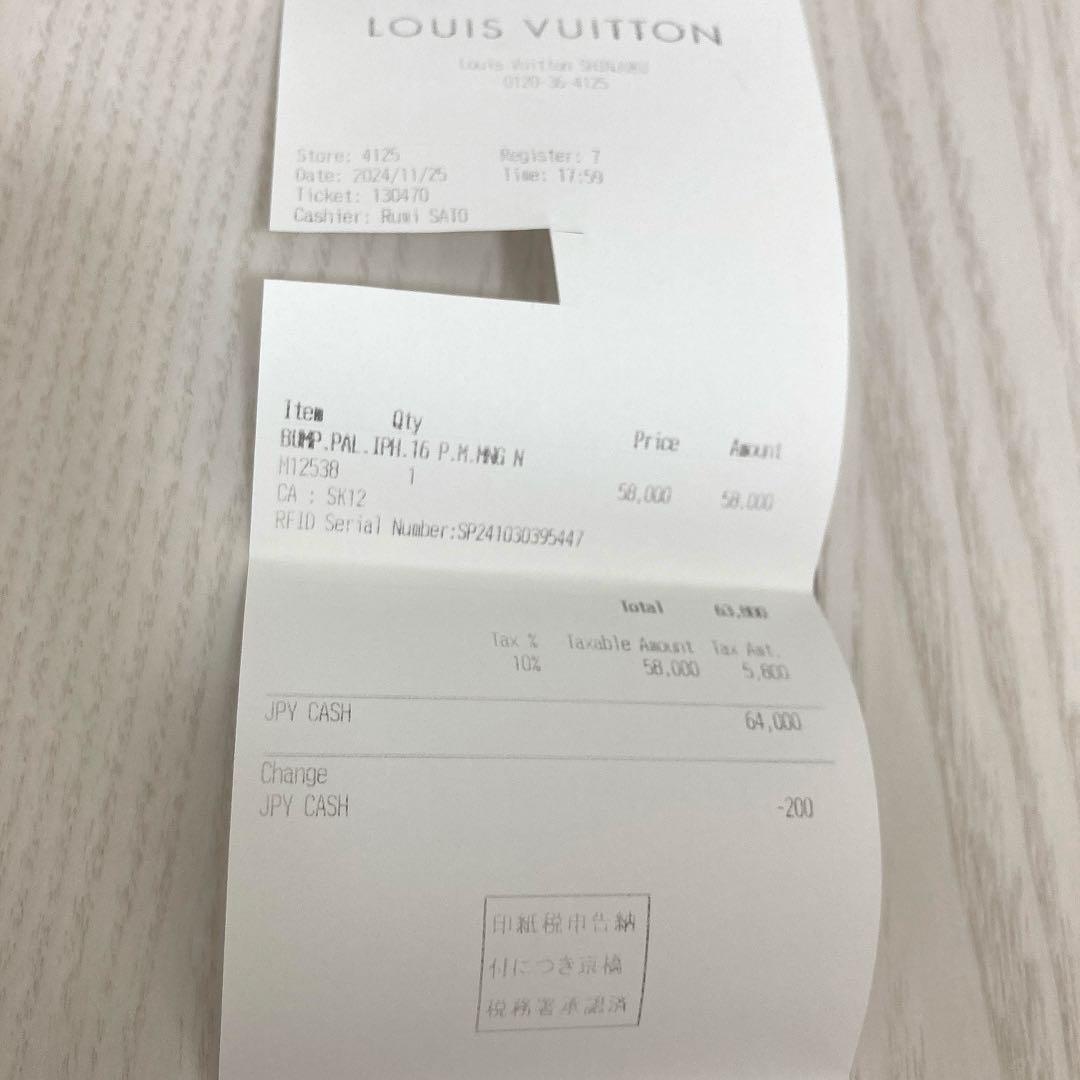 LOUIS VUITTON
Louis Vuitton
0120-36-4125
Store: 4125 Register: 7
Date: 2024/11/25 Time: 17:59
Ticket: 130470
Cashier: Rumi SATO
Item Qty Price Amount
BUMP.PAL.IPH.16 P.M.MNG N
M12538 1 58,000 58,000
CA : SK12
RFID Serial Number:SP241030395447
Total 63,800
Tax % Taxable Amount Tax Amt.
10% 58,000 5,800
JPY CASH 64,000
Change
JPY CASH -200
印紙税申告納
付につき京橋
税務署承認済